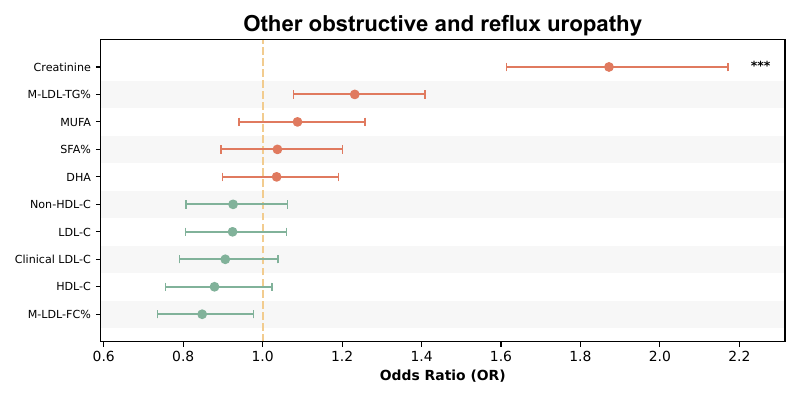 Other obstructive and reflux uropathy
Creatinine
***
M-LDL-TG%
MUFA
SFA%
DHA
Non-HDL-C
LDL-C
Clinical LDL-C
HDL-C
M-LDL-FC%
0.6 0.8 1.0 1.2 1.4 1.6 1.8 2.0 2.2
Odds Ratio (OR)